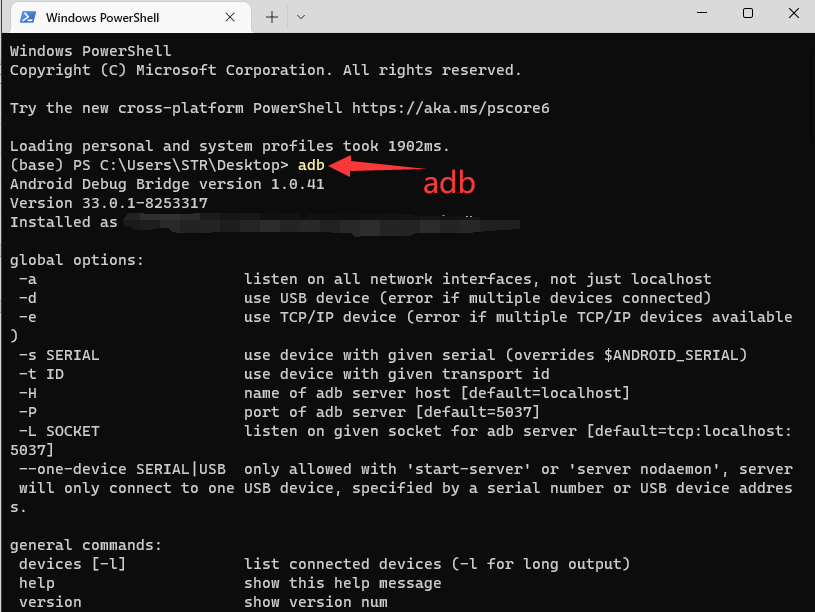 Windows PowerShell
Windows PowerShell
Copyright (C) Microsoft Corporation. All rights reserved.
Try the new cross-platform PowerShell https://aka.ms/pscore6
Loading personal and system profiles took 1902ms.
(base) PS C:\Users\STR\Desktop> adb
adb
Android Debug Bridge version 1.0.41
Version 33.0.1-8253317
Installed as
global options:
 -a                       listen on all network interfaces, not just localhost
 -d                       use USB device (error if multiple devices connected)
 -e                       use TCP/IP device (error if multiple TCP/IP devices available
)
 -s SERIAL                use device with given serial (overrides $ANDROID_SERIAL)
 -t ID                    use device with given transport id
 -H                       name of adb server host [default=localhost]
 -P                       port of adb server [default=5037]
 -L SOCKET                listen on given socket for adb server [default=tcp:localhost:
5037]
 --one-device SERIAL|USB  only allowed with 'start-server' or 'server nodaemon', server
 will only connect to one USB device, specified by a serial number or USB device addres
s.
general commands:
 devices [-l]             list connected devices (-l for long output)
 help                     show this help message
 version                  show version num